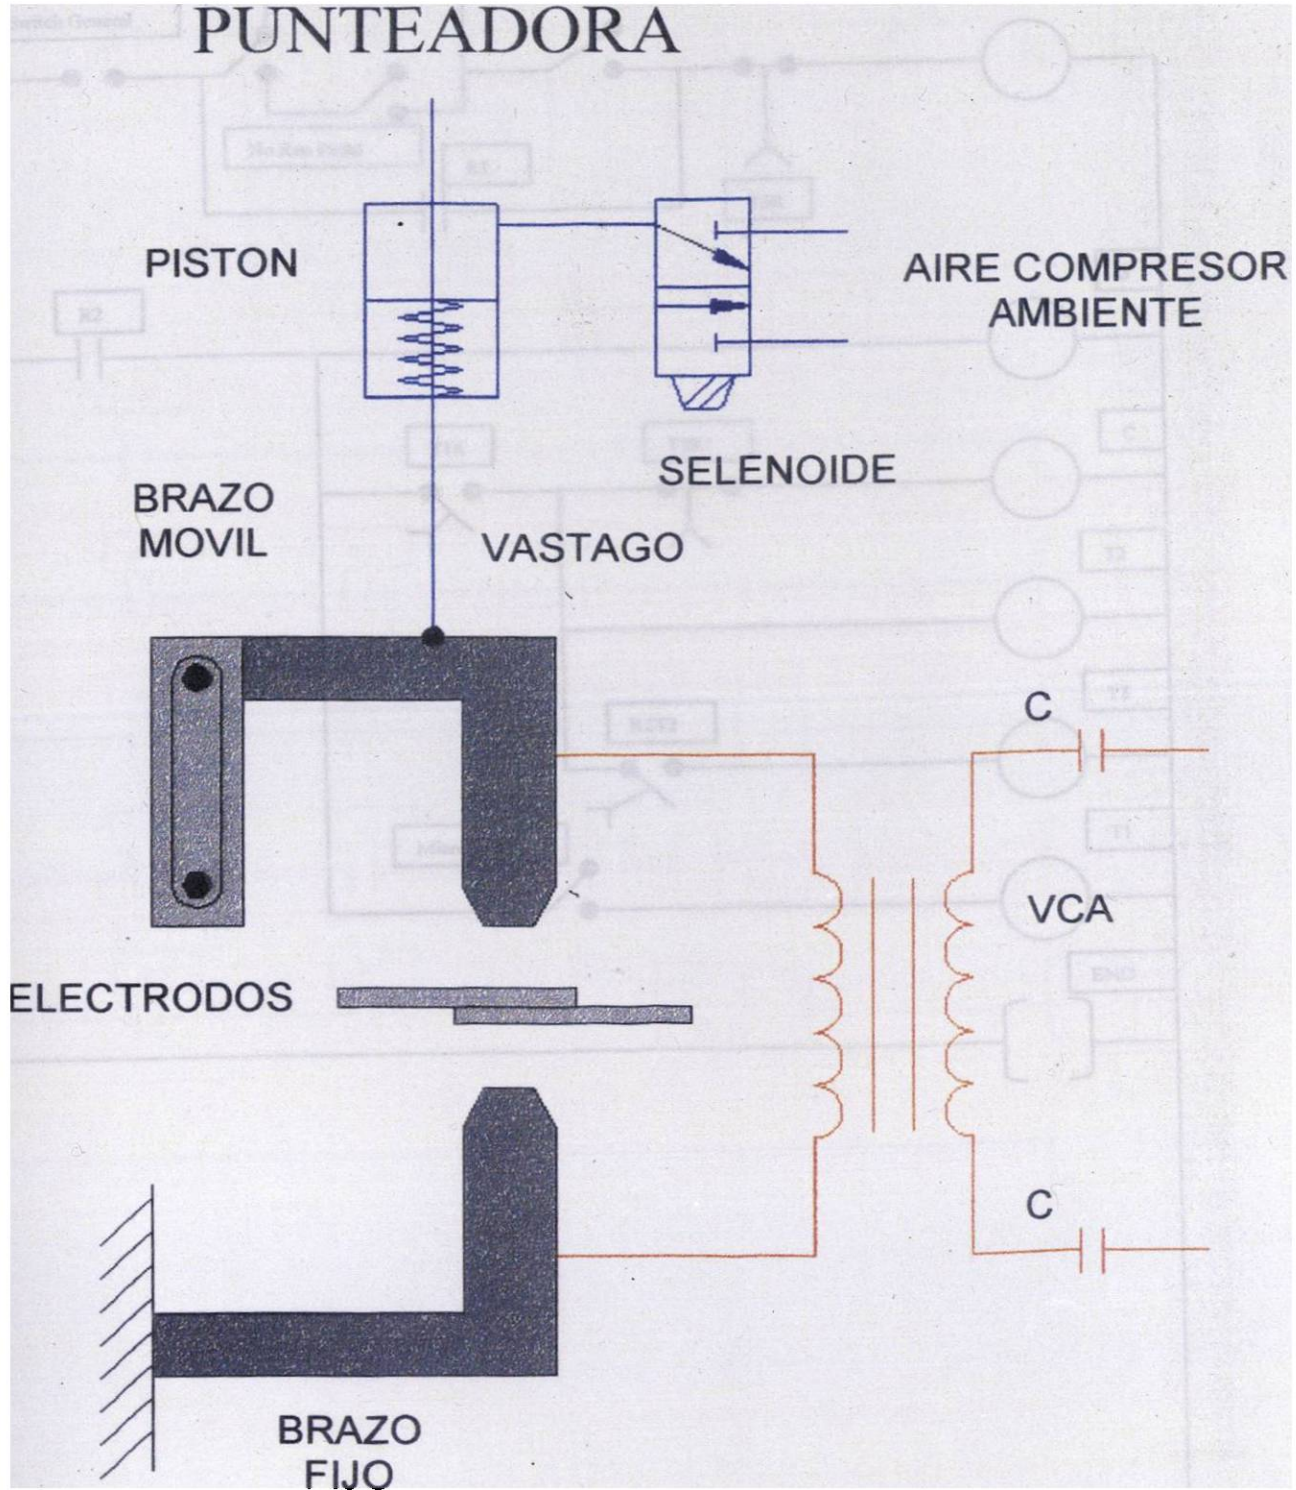 PUNTEADORA
PISTON
AIRE COMPRESOR
AMBIENTE
SELENOIDE
BRAZO
MOVIL
VASTAGO
C
VCA
ELECTRODOS
C
BRAZO
FIJO